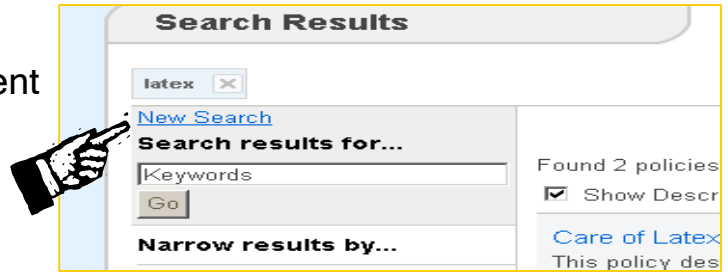 Search Results
latex
New Search
Search results for...
Keywords
Go
Narrow results by...
Found 2 policies
Show Descr
Care of Latex
This policy des
ent